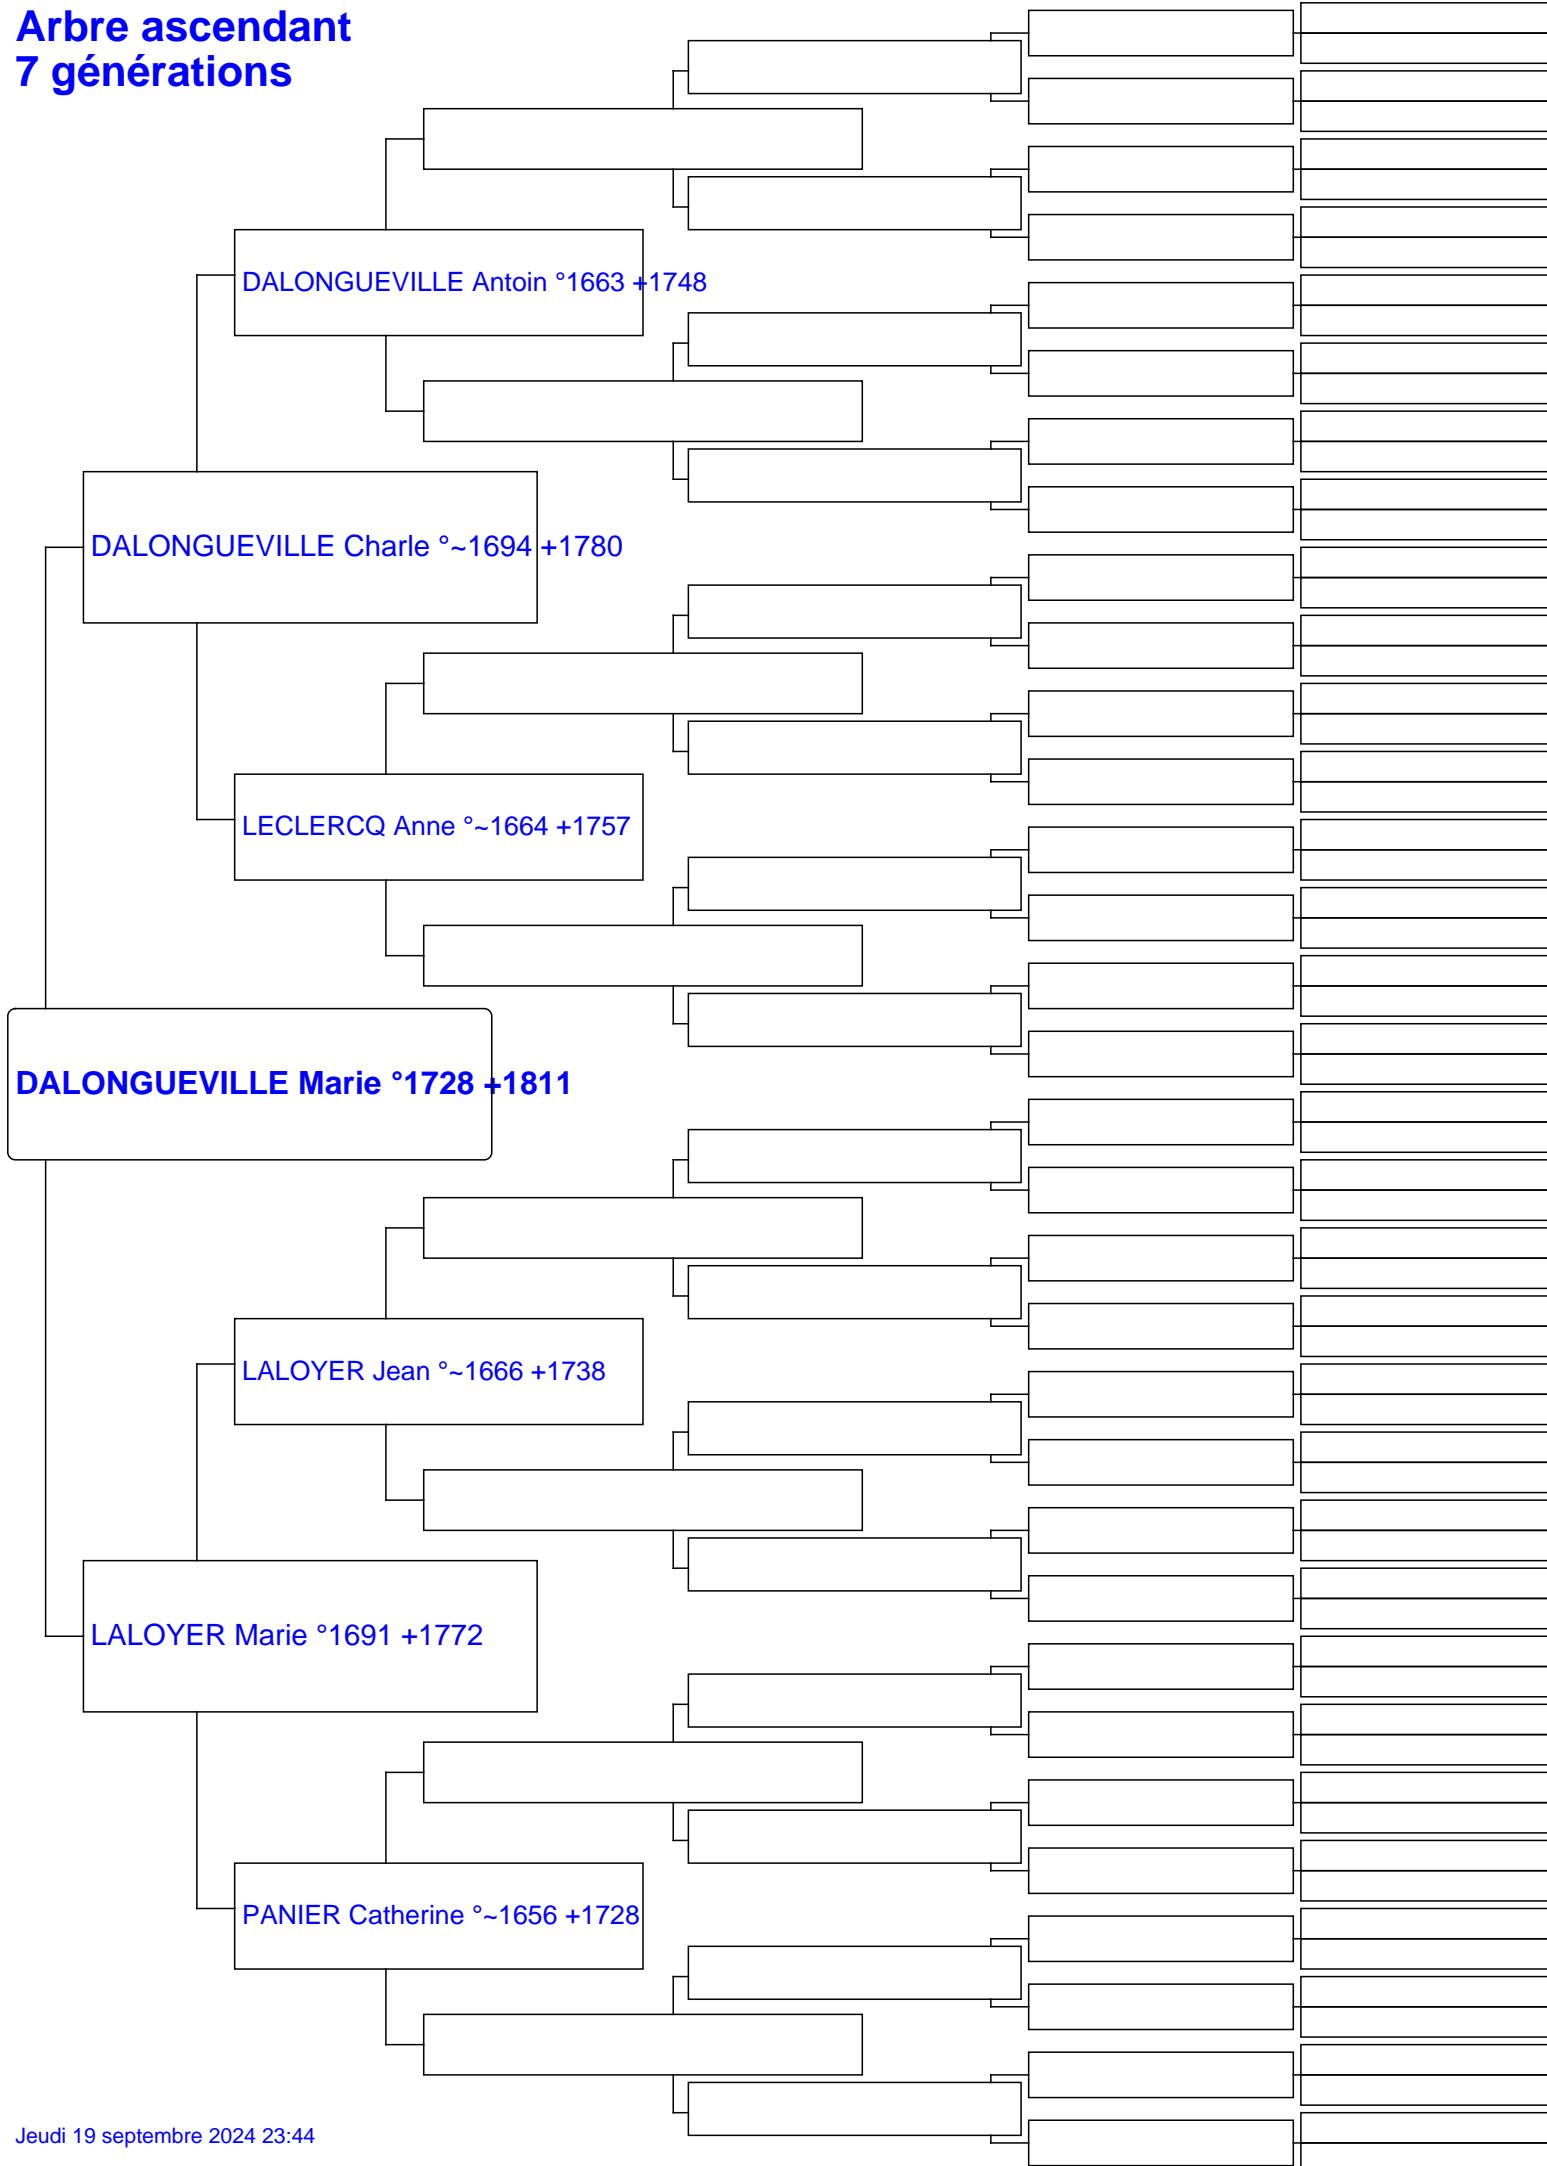 Arbre ascendant
7 générations
DALONGUEVILLE Antoin °1663 +1748
DALONGUEVILLE Charle °~1694 +1780
LECLERCQ Anne °~1664 +1757
DALONGUEVILLE Marie °1728 +1811
LALOYER Jean °~1666 +1738
LALOYER Marie °1691 +1772
PANIER Catherine °~1656 +1728
Jeudi 19 septembre 2024 23:44